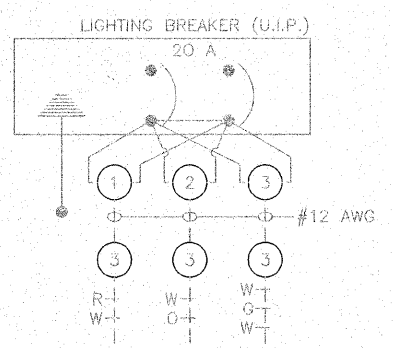 LIGHTING BREAKER (U.I.P.)
20 A
1 2 3
#12 AWG
3 3 3
R W W
W O G
W